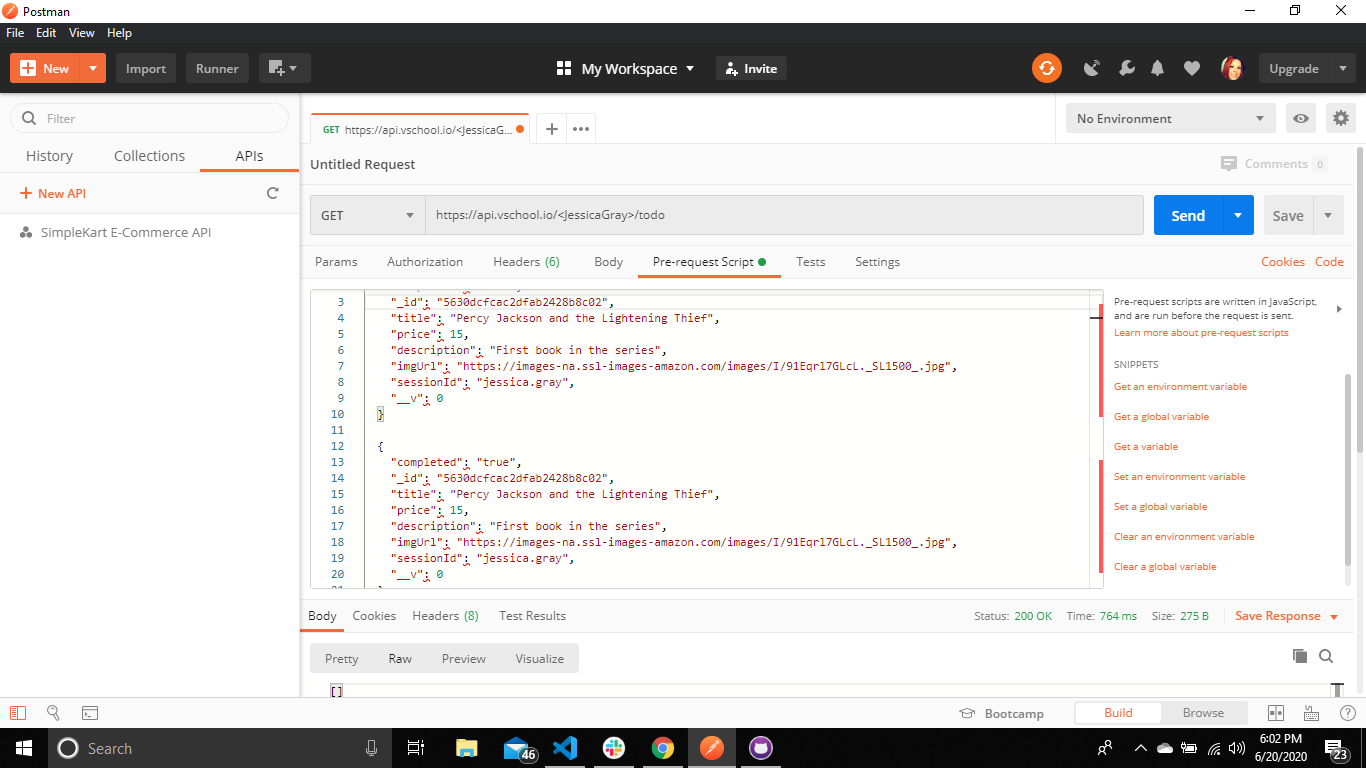 Postman
File Edit View Help
New Import Runner My Workspace Invite Upgrade
Filter
History Collections APIs
New API
SimpleKart E-Commerce API
GET https://api.vschool.io/<JessicaG...
No Environment
Untitled Request
Comments 0
GET https://api.vschool.io/<JessicaGray>/todo Send Save
Params Authorization Headers (6) Body Pre-request Script Tests Settings Cookies Code
3 "_id": "5630dcfcac2dfab2428b8c02",
4 "title": "Percy Jackson and the Lightening Thief",
5 "price": 15,
6 "description": "First book in the series",
7 "imgUrl": "https://images-na.ssl-images-amazon.com/images/I/91Eqrl7GLcL._SL1500_.jpg",
8 "sessionId": "jessica.gray",
9 "__v": 0
10 }
11
12 {
13 "completed": "true",
14 "_id": "5630dcfcac2dfab2428b8c02",
15 "title": "Percy Jackson and the Lightening Thief",
16 "price": 15,
17 "description": "First book in the series",
18 "imgUrl": "https://images-na.ssl-images-amazon.com/images/I/91Eqrl7GLcL._SL1500_.jpg",
19 "sessionId": "jessica.gray",
20 "__v": 0
Pre-request scripts are written in JavaScript,
and are run before the request is sent.
Learn more about pre-request scripts
SNIPPETS
Get an environment variable
Get a global variable
Get a variable
Set an environment variable
Set a global variable
Clear an environment variable
Clear a global variable
Body Cookies Headers (8) Test Results Status: 200 OK Time: 764 ms Size: 275 B Save Response
Pretty Raw Preview Visualize
[]
Bootcamp Build Browse
Search 46 6:02 PM
6/20/2020 23